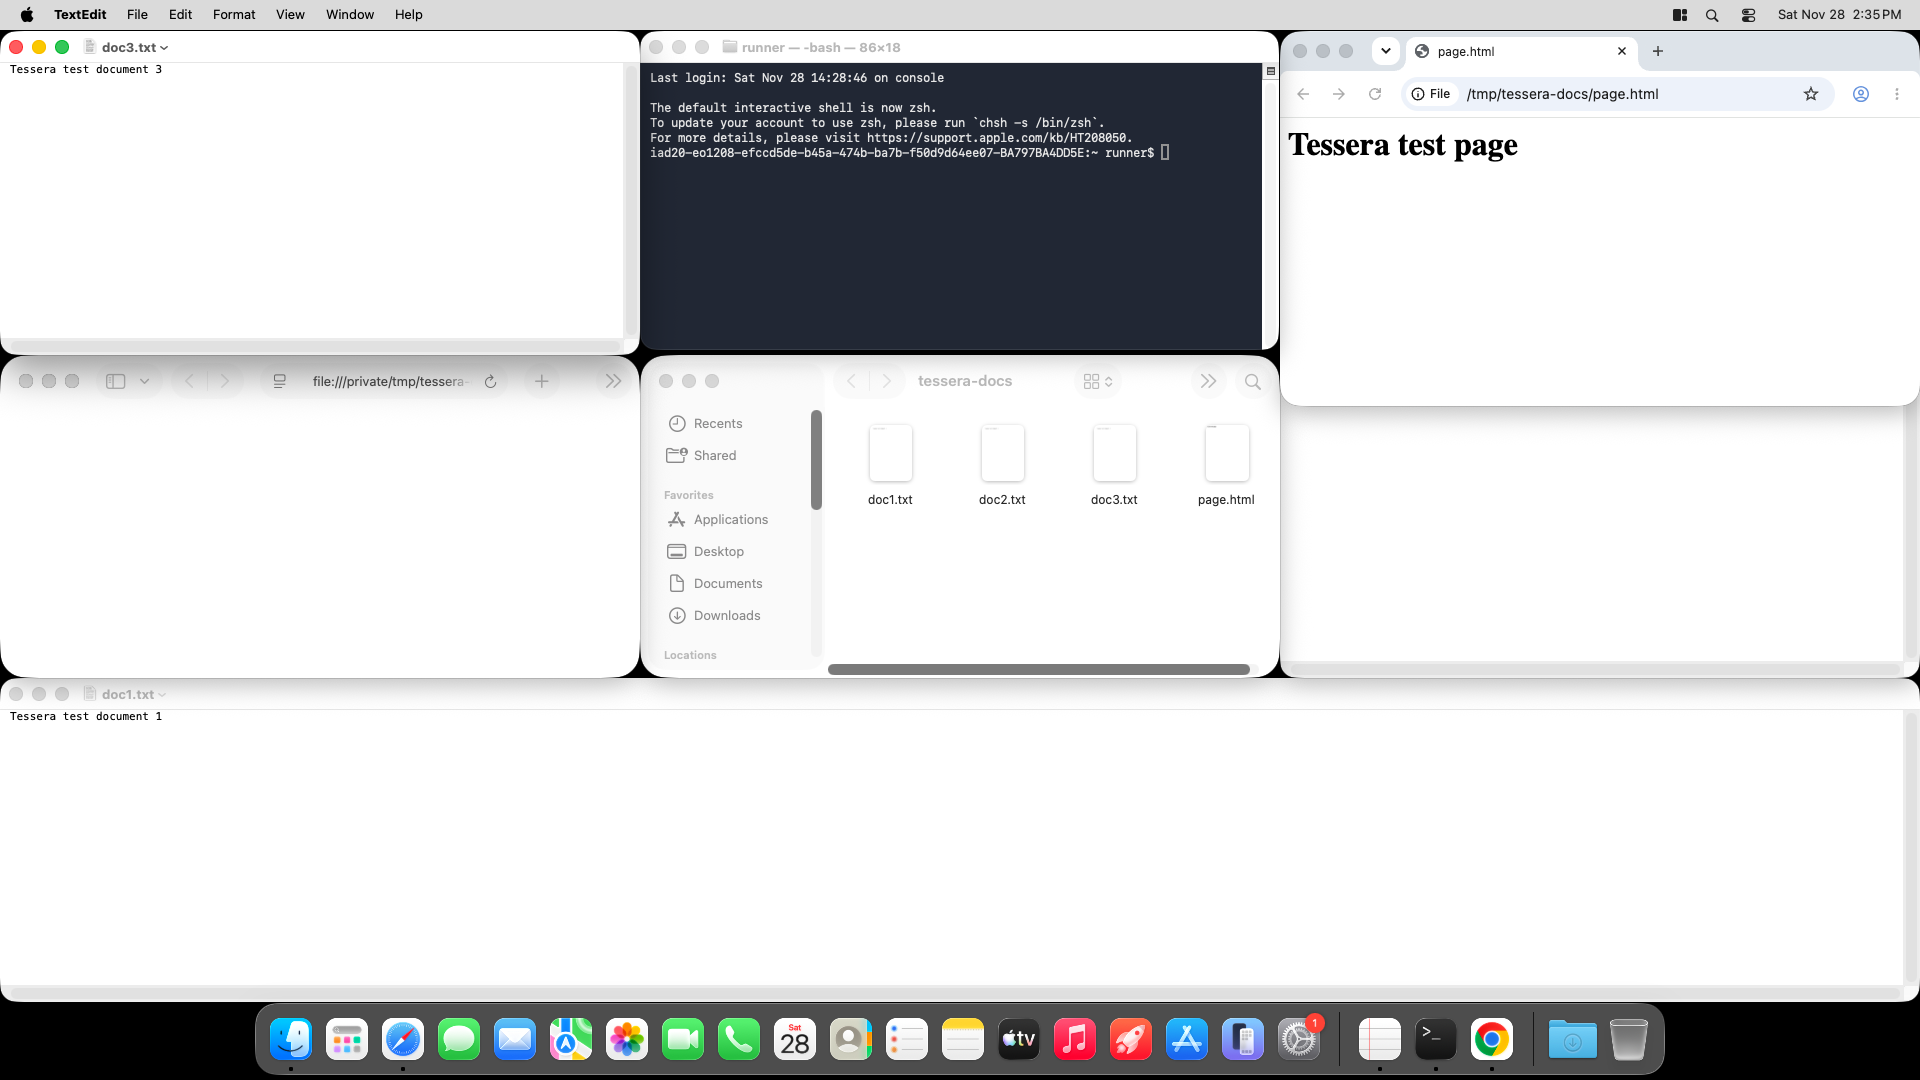 TextEdit File Edit Format View Window Help
Sat Nov 28 2:35 PM
doc3.txt
Tessera test document 3
runner — -bash — 86×18
Last login: Sat Nov 28 14:28:46 on console
The default interactive shell is now zsh.
To update your account to use zsh, please run `chsh -s /bin/zsh`.
For more details, please visit https://support.apple.com/kb/HT208050.
iad20-eo1208-efccd5de-b45a-474b-ba7b-f50d9d64ee07-BA797BA4DD5E:~ runner$
page.html
File /tmp/tessera-docs/page.html
Tessera test page
file:///private/tmp/tessera-
tessera-docs
Recents
Shared
Favorites
Applications
Desktop
Documents
Downloads
Locations
doc1.txt doc2.txt doc3.txt page.html
doc1.txt
Tessera test document 1
Sat
28
tv
1